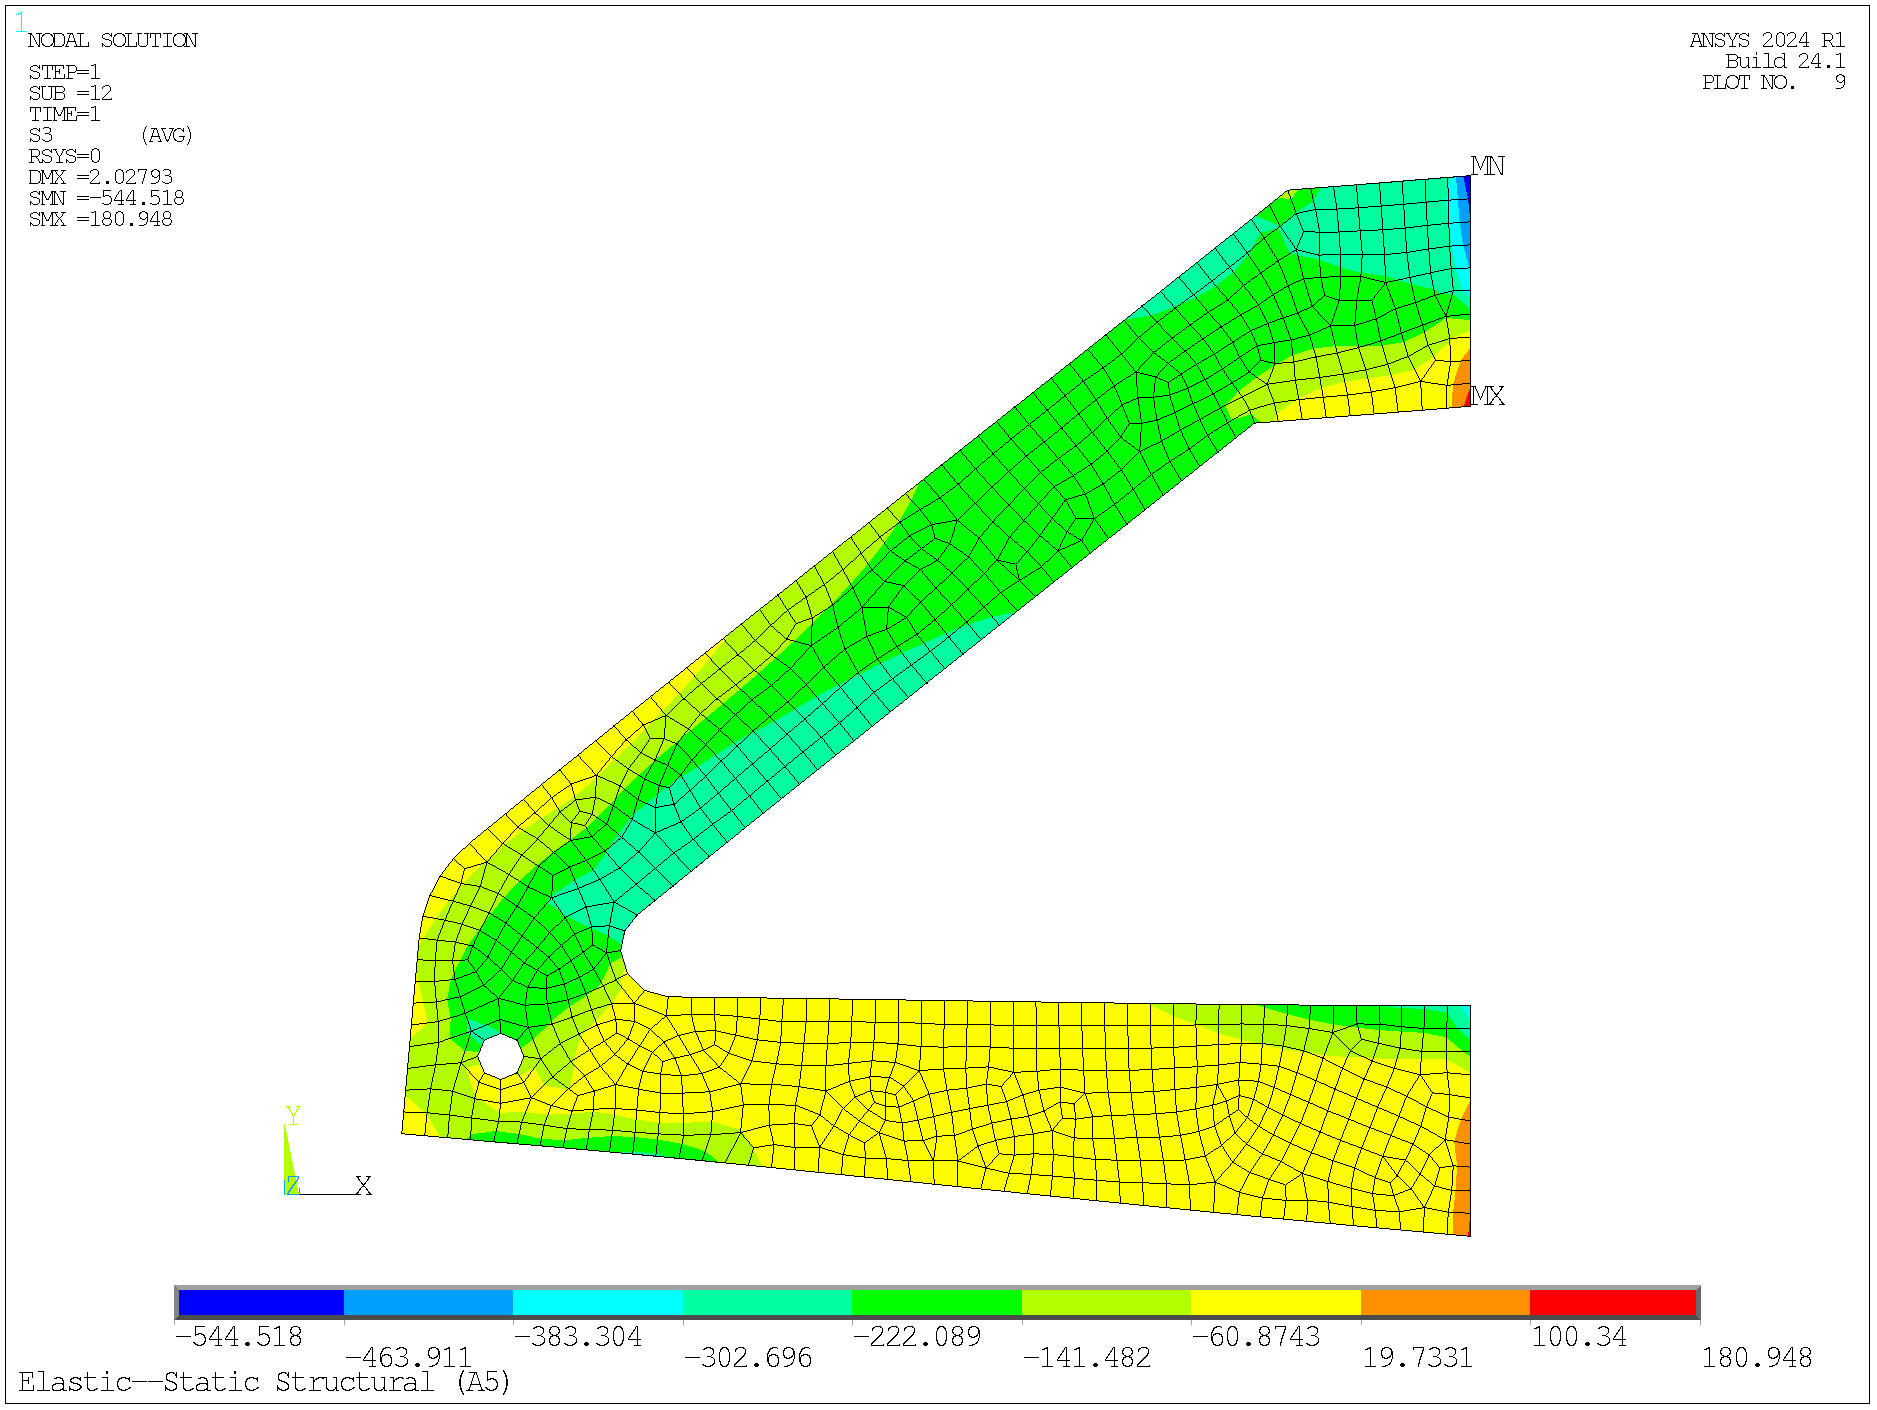 1
NODAL SOLUTION
STEP=1
SUB =12
TIME=1
S3 (AVG)
RSYS=0
DMX =2.02793
SMN =-544.518
SMX =180.948
ANSYS 2024 R1
Build 24.1
PLOT NO. 9
MN
MX
Y
Z X
-544.518 -383.304 -222.089 -60.8743 100.34
-463.911 -302.696 -141.482 19.7331 180.948
Elastic--Static Structural (A5)